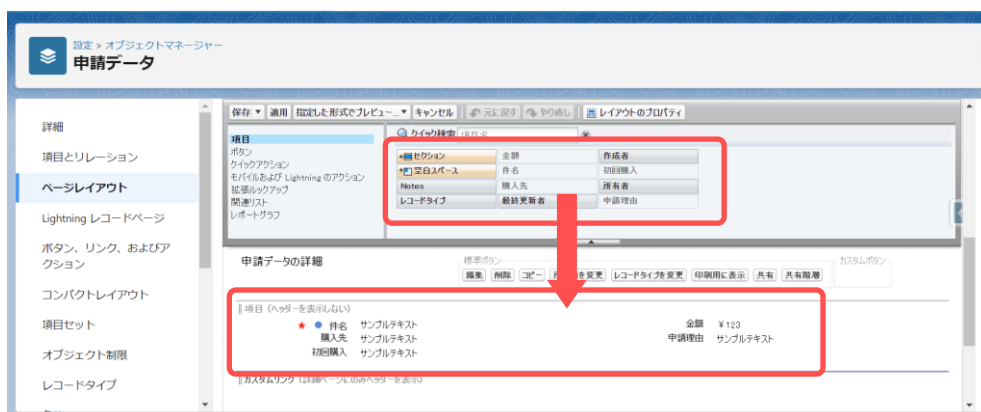 設定 > オブジェクトマネージャー
申請データ
詳細
項目とリレーション
ページレイアウト
Lightning レコードページ
ボタン、リンク、およびア
クション
コンパクトレイアウト
項目セット
オブジェクト制限
レコードタイプ
保存 適用 指定した形式でプレビュー... キャンセル 元に戻す やり直し レイアウトのプロパティ
項目
ボタン
クイックアクション
モバイルおよび Lightning のアクション
拡張ルックアップ
関連リスト
レポートグラフ
クイック検索 項目名
セクション 金額 作成者
空白スペース 件名 初回購入
Notes 購入先 所有者
レコードタイプ 最終更新者 申請理由
申請データの詳細
標準ボタン
編集 削除 コピー を変更 レコードタイプを変更 印刷用に表示 共有 共有階層
カスタムボタン
項目 (ヘッダーを表示しない)
件名 サンプルテキスト 金額 ¥123
購入先 サンプルテキスト 申請理由 サンプルテキスト
初回購入 サンプルテキスト
カスタムリンク (詳細ページにのみヘッダーを表示)